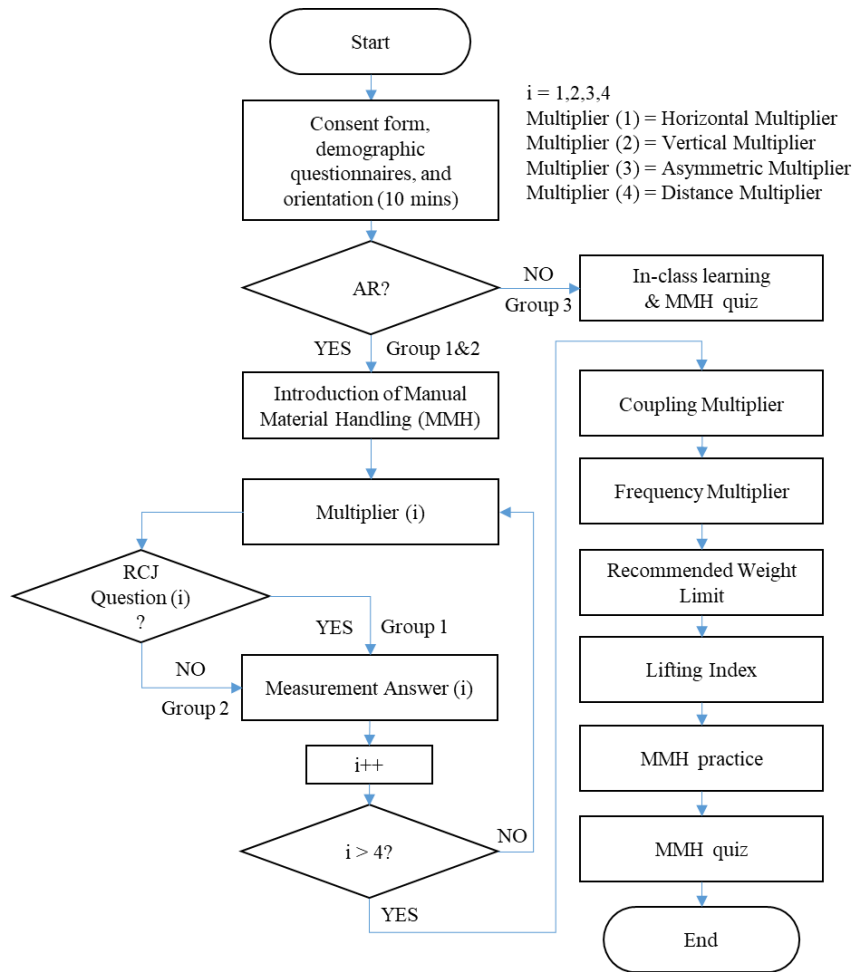 Start
i = 1,2,3,4
Multiplier (1) = Horizontal Multiplier
Multiplier (2) = Vertical Multiplier
Multiplier (3) = Asymmetric Multiplier
Multiplier (4) = Distance Multiplier
Consent form,
demographic
questionnaires, and
orientation (10 mins)
AR?
NO
Group 3
In-class learning
& MMH quiz
YES
Group 1&2
Introduction of Manual
Material Handling (MMH)
Multiplier (i)
RCJ
Question (i)
?
YES
Group 1
NO
Group 2
Measurement Answer (i)
i++
i > 4?
NO
YES
Coupling Multiplier
Frequency Multiplier
Recommended Weight
Limit
Lifting Index
MMH practice
MMH quiz
End